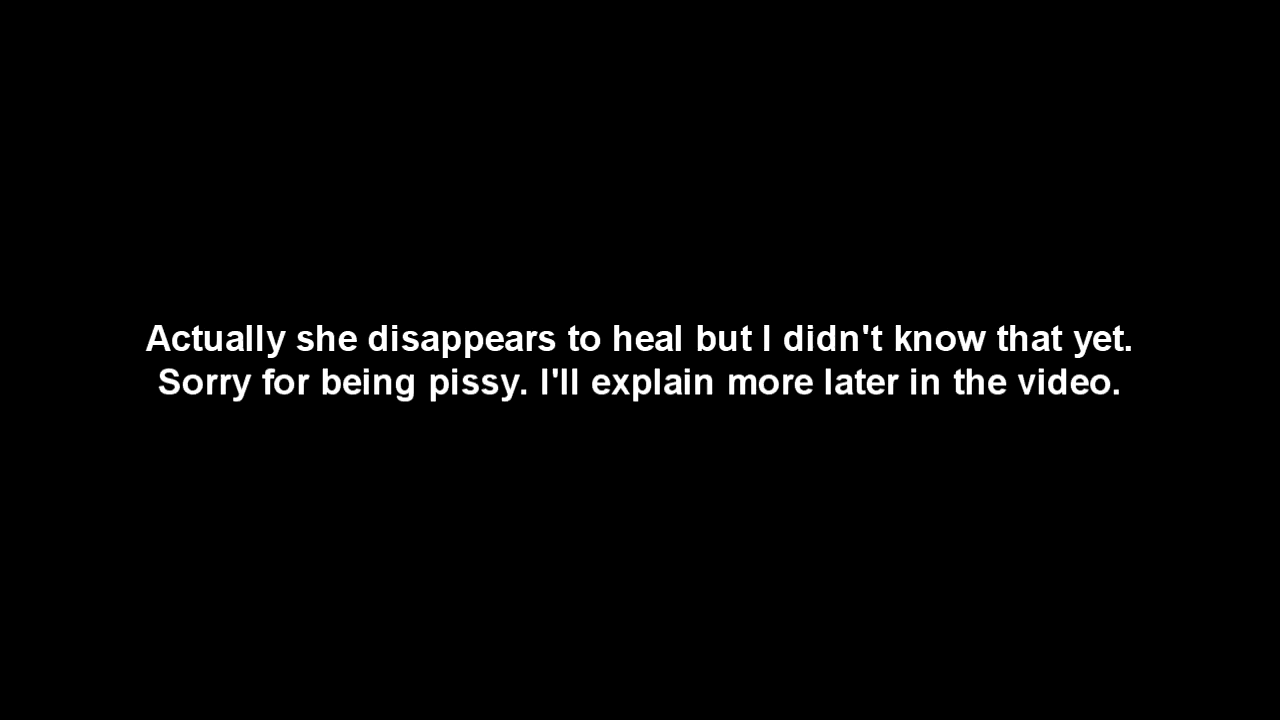 Actually she disappears to heal but I didn't know that yet.
Sorry for being pissy. I'll explain more later in the video.